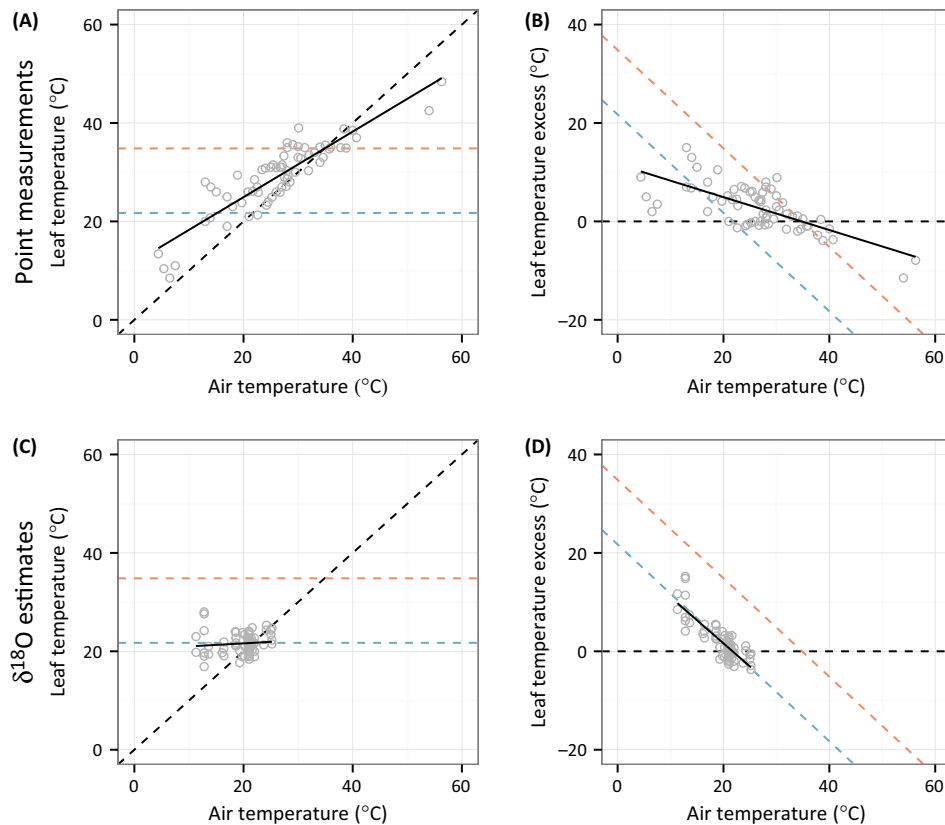 (A)
Point measurements
Leaf temperature (°C)
60
40
20
0
0 20 40 60
Air temperature (°C)
(B)
Leaf temperature excess (°C)
40
20
0
−20
0 20 40 60
Air temperature (°C)
(C)
δ¹⁸O estimates
Leaf temperature (°C)
60
40
20
0
0 20 40 60
Air temperature (°C)
(D)
Leaf temperature excess (°C)
40
20
0
−20
0 20 40 60
Air temperature (°C)